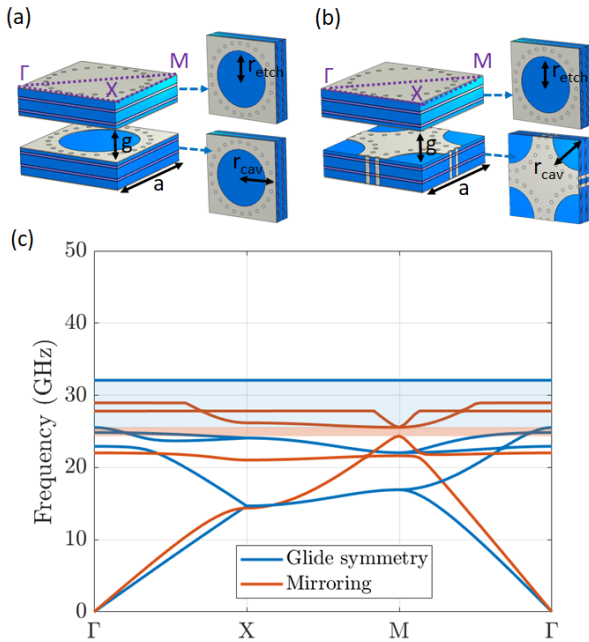 (a)
(b)
Γ
M
X
r_etch
g
r_cav
a
Γ
M
X
r_etch
g
r_cav
a
(c)
50
40
30
20
10
0
Frequency (GHz)
Γ
X
M
Γ
Glide symmetry
Mirroring